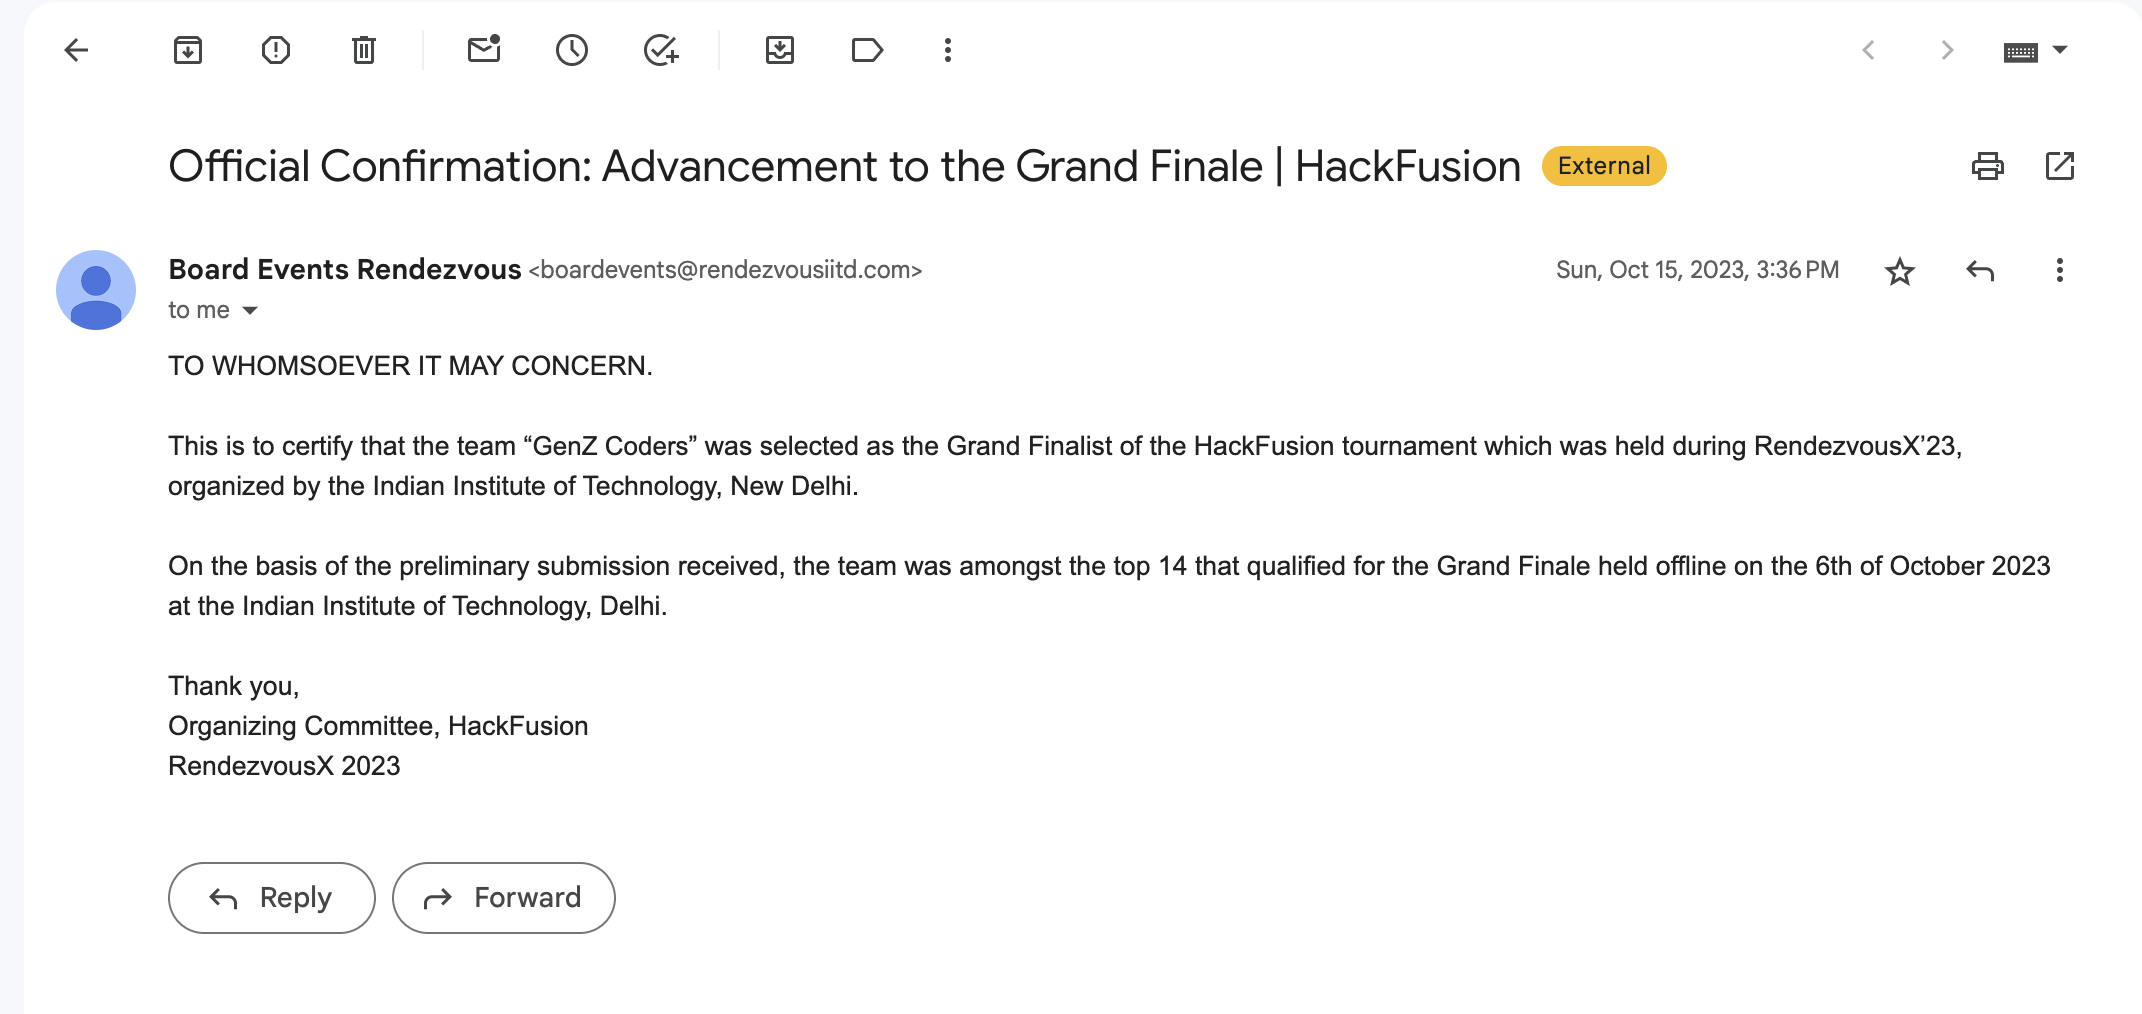 Official Confirmation: Advancement to the Grand Finale | HackFusion External
Board Events Rendezvous <boardevents@rendezvousiitd.com> Sun, Oct 15, 2023, 3:36 PM
to me
TO WHOMSOEVER IT MAY CONCERN.
This is to certify that the team “GenZ Coders” was selected as the Grand Finalist of the HackFusion tournament which was held during RendezvousX’23,
organized by the Indian Institute of Technology, New Delhi.
On the basis of the preliminary submission received, the team was amongst the top 14 that qualified for the Grand Finale held offline on the 6th of October 2023
at the Indian Institute of Technology, Delhi.
Thank you,
Organizing Committee, HackFusion
RendezvousX 2023
Reply Forward